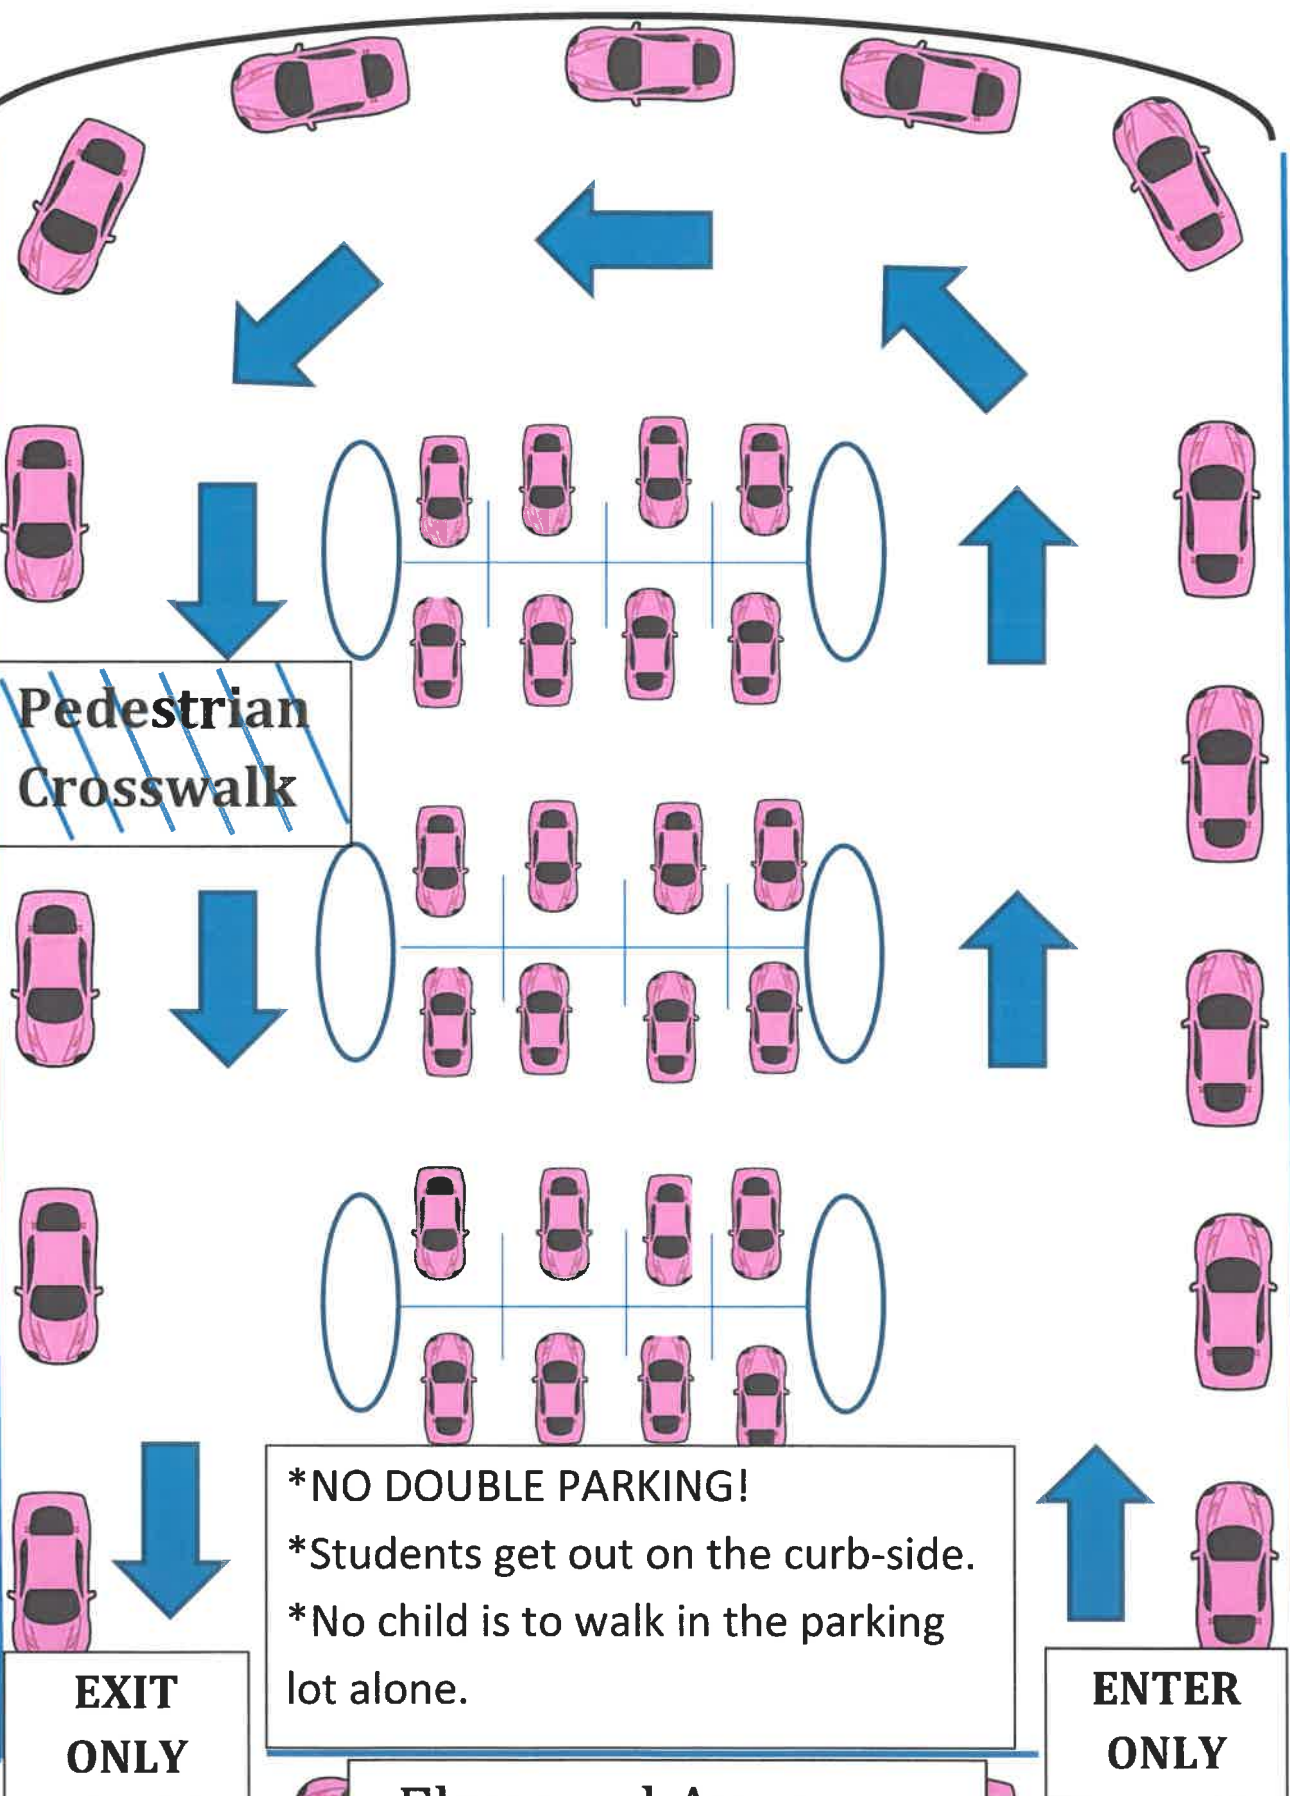 Pedestrian
Crosswalk
*NO DOUBLE PARKING!
*Students get out on the curb-side.
*No child is to walk in the parking
lot alone.
EXIT
ONLY
ENTER
ONLY